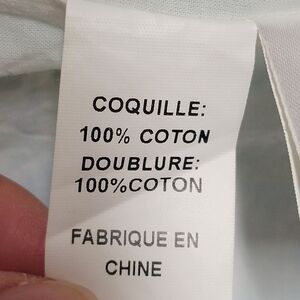 COQUILLE:
100% COTON
DOUBLURE:
100%COTON
FABRIQUE EN
CHINE